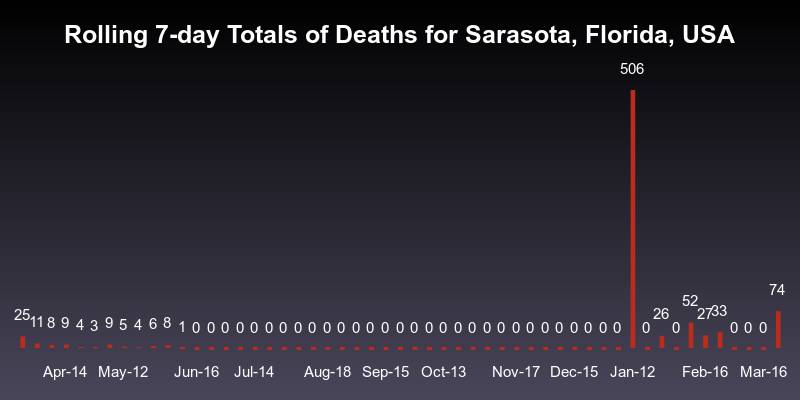 Rolling 7-day Totals of Deaths for Sarasota, Florida, USA
25 11 8 9 4 3 9 5 4 6 8 1 0 0 0 0 0 0 0 0 0 0 0 0 0 0 0 0 0 0 0 0 0 0 0 0 0 0 0 0 0 0 506 0 26 0 52 27 33 0 0 0 74
Apr-14 May-12 Jun-16 Jul-14 Aug-18 Sep-15 Oct-13 Nov-17 Dec-15 Jan-12 Feb-16 Mar-16